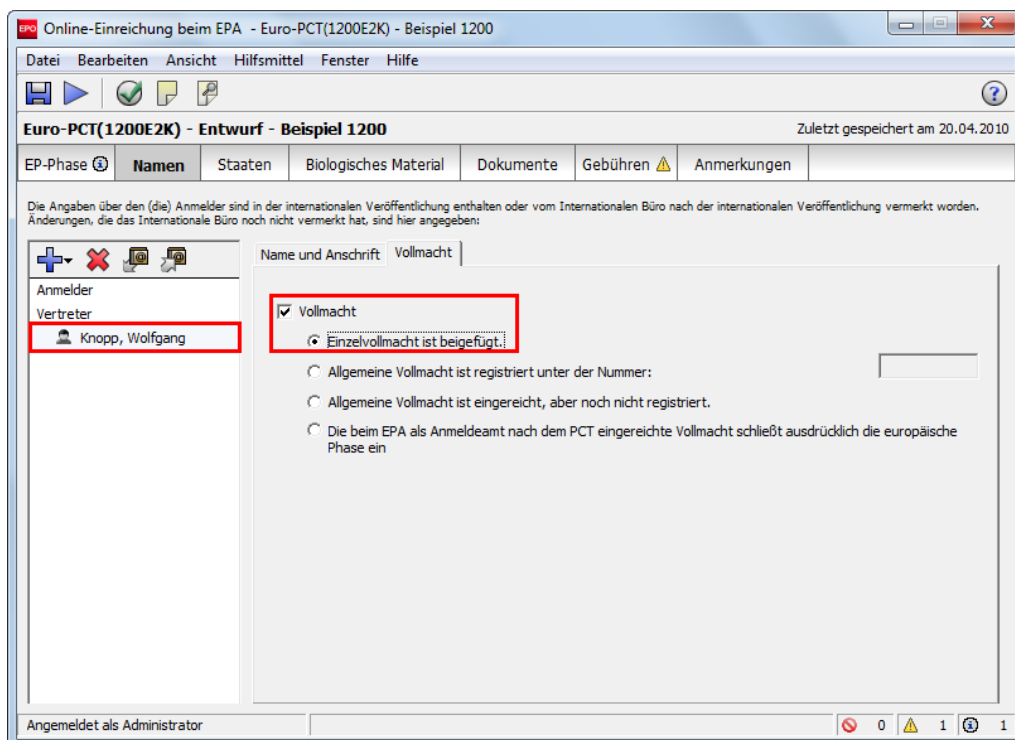 EPO Online-Einreichung beim EPA - Euro-PCT(1200E2K) - Beispiel 1200
Datei Bearbeiten Ansicht Hilfsmittel Fenster Hilfe
Euro-PCT(1200E2K) - Entwurf - Beispiel 1200 Zuletzt gespeichert am 20.04.2010
EP-Phase Namen Staaten Biologisches Material Dokumente Gebühren Anmerkungen
Die Angaben über den (die) Anmelder sind in der internationalen Veröffentlichung enthalten oder vom Internationalen Büro nach der internationalen Veröffentlichung vermerkt worden.
Änderungen, die das Internationale Büro noch nicht vermerkt hat, sind hier angegeben:
Name und Anschrift Vollmacht
Anmelder
Vertreter
Knopp, Wolfgang
Vollmacht
Einzelvollmacht ist beigefügt.
Allgemeine Vollmacht ist registriert unter der Nummer:
Allgemeine Vollmacht ist eingereicht, aber noch nicht registriert.
Die beim EPA als Anmeldeamt nach dem PCT eingereichte Vollmacht schließt ausdrücklich die europäische
Phase ein
Angemeldet als Administrator 0 1 1